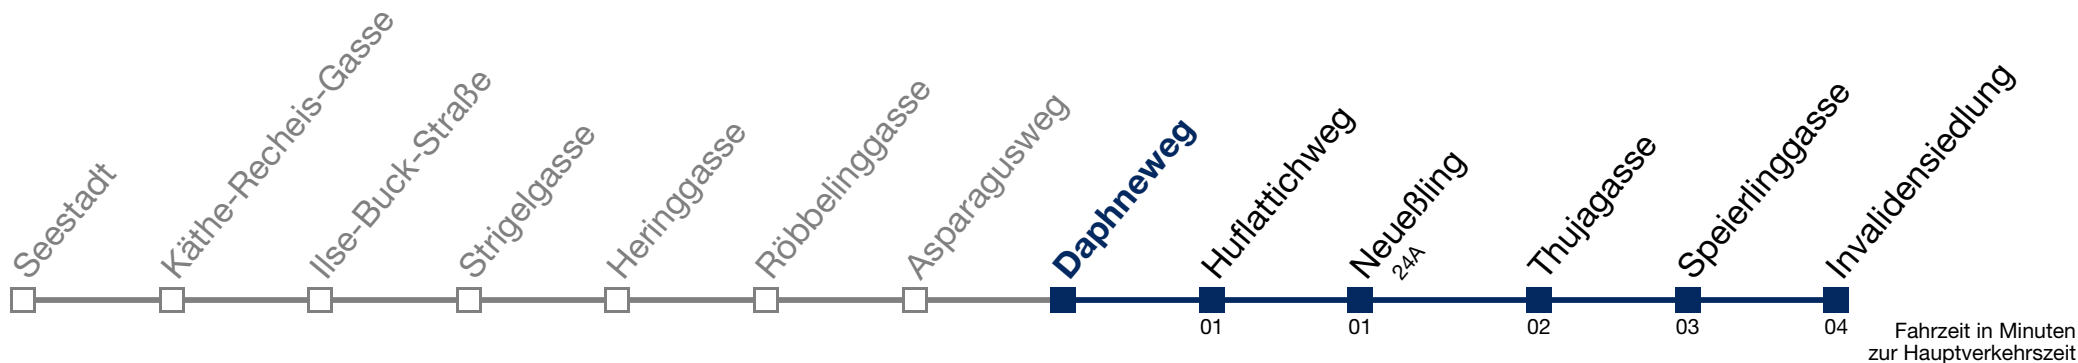 Seestadt
Käthe-Recheis-Gasse
Ilse-Buck-Straße
Strigelgasse
Heringgasse
Röbbelinggasse
Asparagusweg
Daphneweg
Huflattichweg
Neueßling
24A
Thujagasse
Speierlinggasse
Invalidensiedlung
01
01
02
03
04
Fahrzeit in Minuten
zur Hauptverkehrszeit